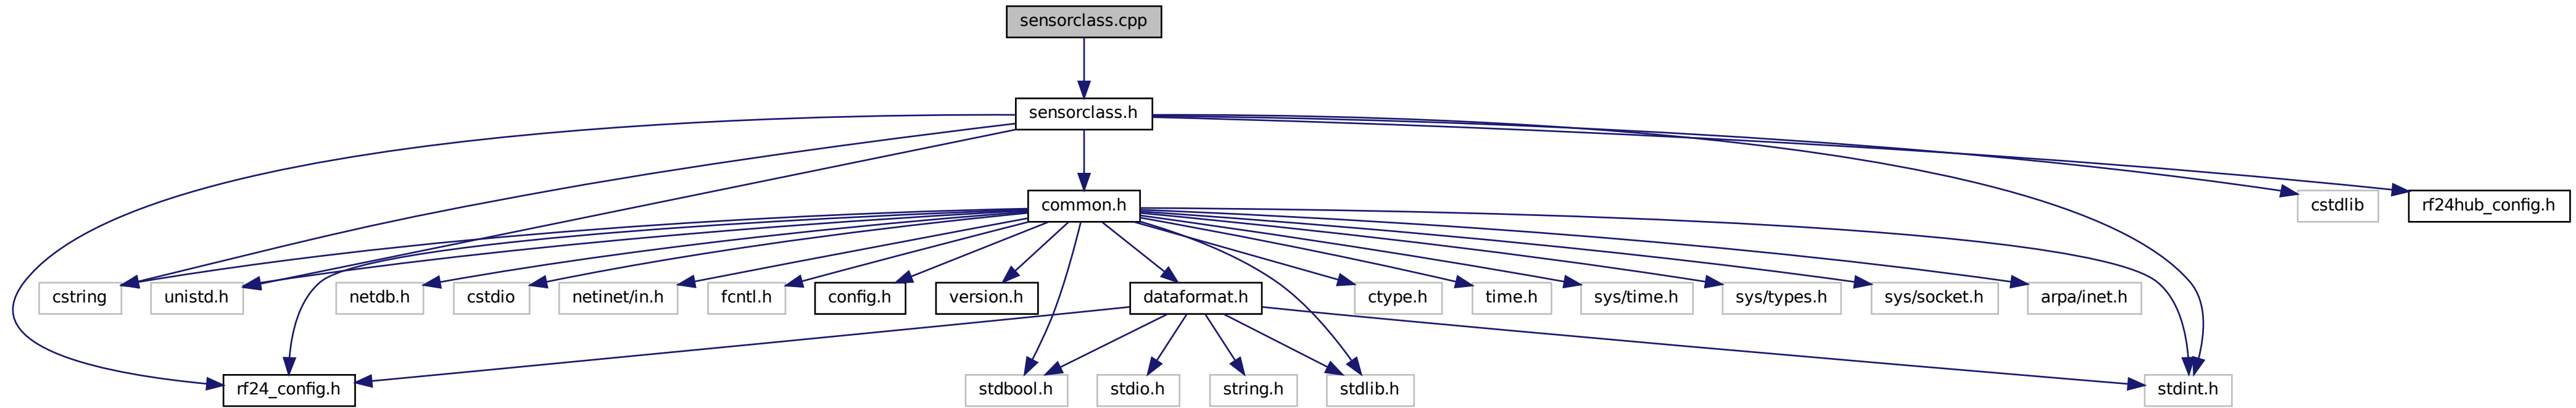 sensorclass.cpp
sensorclass.h
common.h
cstdlib
rf24hub_config.h
cstring
unistd.h
netdb.h
cstdio
netinet/in.h
fcntl.h
config.h
version.h
dataformat.h
ctype.h
time.h
sys/time.h
sys/types.h
sys/socket.h
arpa/inet.h
rf24_config.h
stdbool.h
stdio.h
string.h
stdlib.h
stdint.h